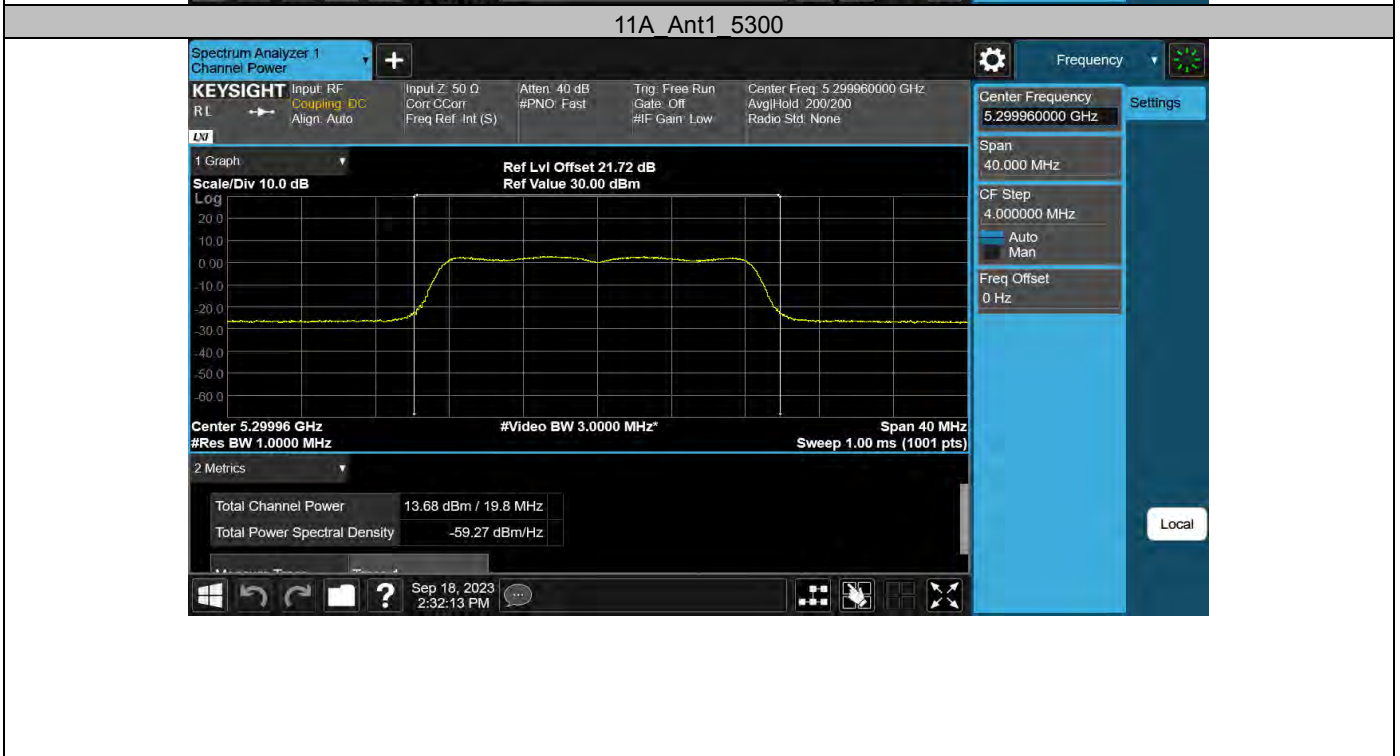 11A_Ant1_5300
Spectrum Analyzer 1
Channel Power
+
Frequency
KEYSIGHT
R L
LXI
Input: RF
Coupling: DC
Align: Auto
Input Z: 50 Ω
Corr CCorr
Freq Ref: Int (S)
Atten: 40 dB
#PNO: Fast
Trig: Free Run
Gate: Off
#IF Gain: Low
Center Freq: 5.299960000 GHz
Avg|Hold: 200/200
Radio Std: None
Center Frequency
5.299960000 GHz
Settings
Span
40.000 MHz
CF Step
4.000000 MHz
Auto
Man
Freq Offset
0 Hz
1 Graph
Ref Lvl Offset 21.72 dB
Scale/Div 10.0 dB
Ref Value 30.00 dBm
Log
20.0
10.0
0.00
-10.0
-20.0
-30.0
-40.0
-50.0
-60.0
Center 5.29996 GHz
#Video BW 3.0000 MHz*
Span 40 MHz
#Res BW 1.0000 MHz
Sweep 1.00 ms (1001 pts)
2 Metrics
Total Channel Power 13.68 dBm / 19.8 MHz
Total Power Spectral Density -59.27 dBm/Hz
Local
?
Sep 18, 2023
2:32:13 PM